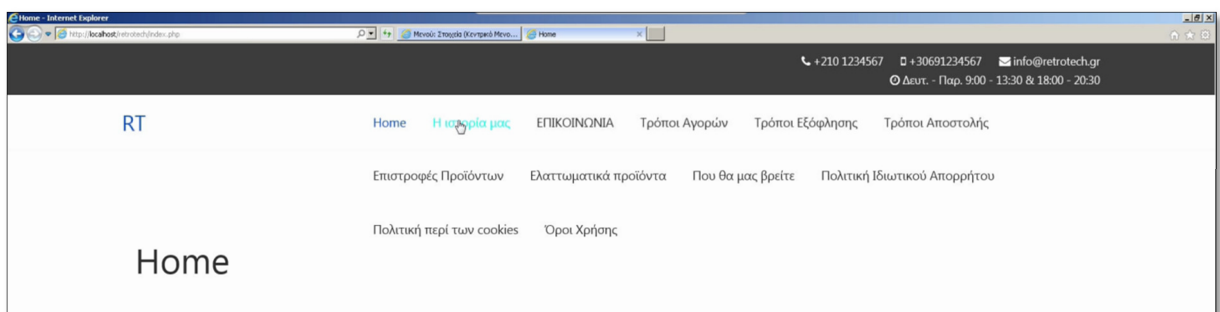 Home - Internet Explorer
http://localhost/retrotech/index.php
Μενού: Στοιχεία (Κεντρικό Μενο...
Home
+210 1234567 +30691234567 info@retrotech.gr
Δευτ. - Παρ. 9:00 - 13:30 & 18:00 - 20:30
RT
Home Η ιστορία μας ΕΠΙΚΟΙΝΩΝΙΑ Τρόποι Αγορών Τρόποι Εξόφλησης Τρόποι Αποστολής
Επιστροφές Προϊόντων Ελαττωματικά προϊόντα Που θα μας βρείτε Πολιτική Ιδιωτικού Απορρήτου
Πολιτική περί των cookies Όροι Χρήσης
Home